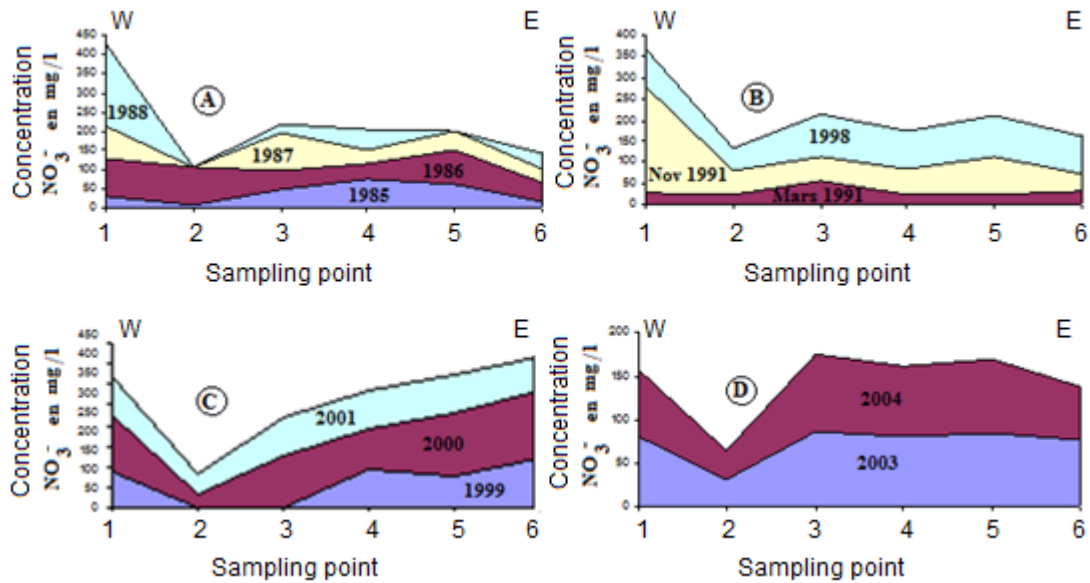 W E
Concentration
NO3- en mg/l
450
400
350
300
250
200
150
100
50
0
A
1988
1987
1986
1985
1 2 3 4 5 6
Sampling point
W E
Concentration
NO3- en mg/l
400
350
300
250
200
150
100
50
0
B
1998
Nov 1991
Mars 1991
1 2 3 4 5 6
Sampling point
W E
Concentration
NO3- en mg/l
450
400
350
300
250
200
150
100
50
0
C
2001
2000
1999
1 2 3 4 5 6
Sampling point
W E
Concentration
NO3- en mg/l
200
150
100
50
0
D
2004
2003
1 2 3 4 5 6
Sampling point